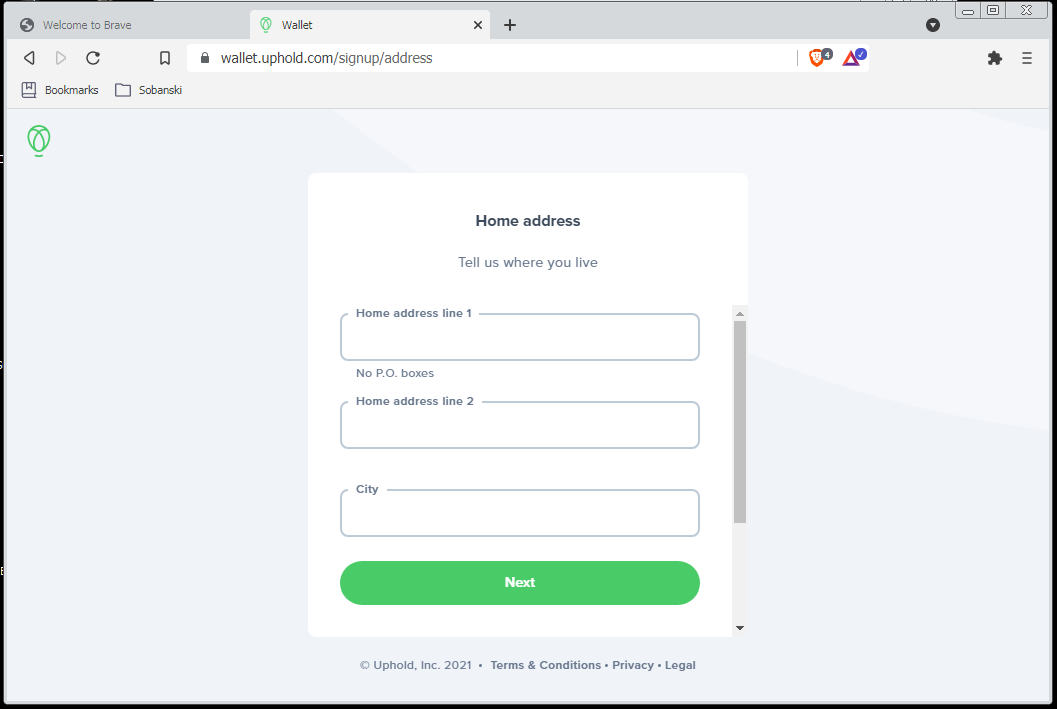 Welcome to Brave
Wallet
wallet.uphold.com/signup/address
4
Bookmarks
Sobanski
Home address
Tell us where you live
Home address line 1
No P.O. boxes
Home address line 2
City
Next
© Uphold, Inc. 2021 • Terms & Conditions • Privacy • Legal